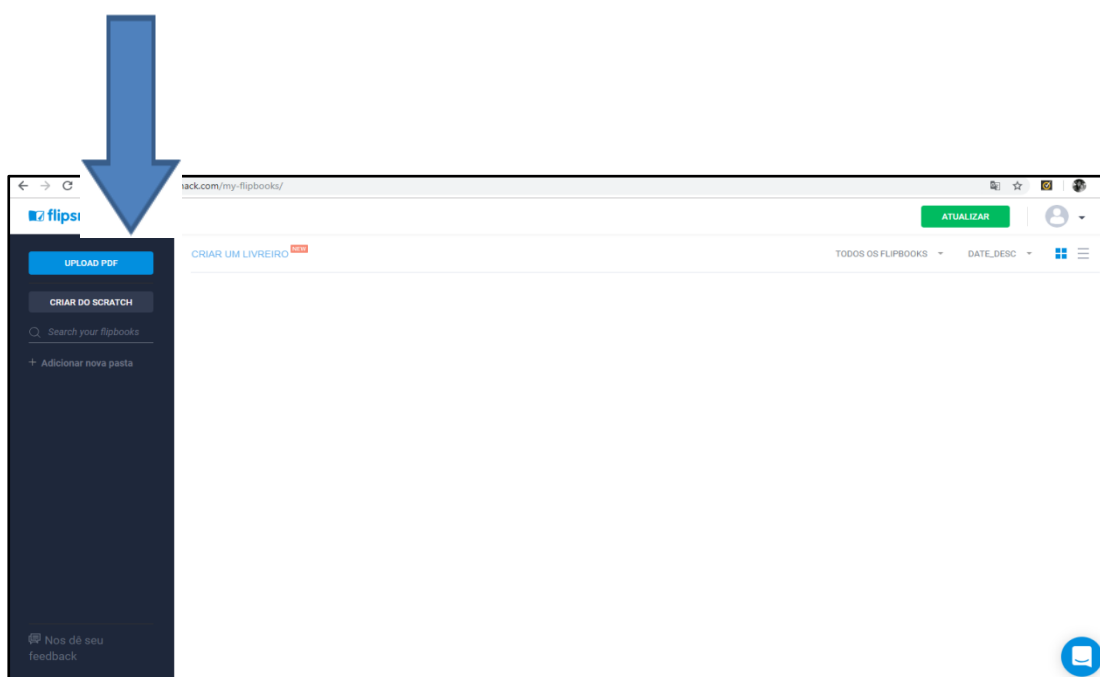 hack.com/my-flipbooks/
flips
ATUALIZAR
UPLOAD PDF
CRIAR UM LIVREIRO NEW
TODOS OS FLIPBOOKS
DATE_DESC
CRIAR DO SCRATCH
Search your flipbooks
+ Adicionar nova pasta
Nos dê seu
feedback